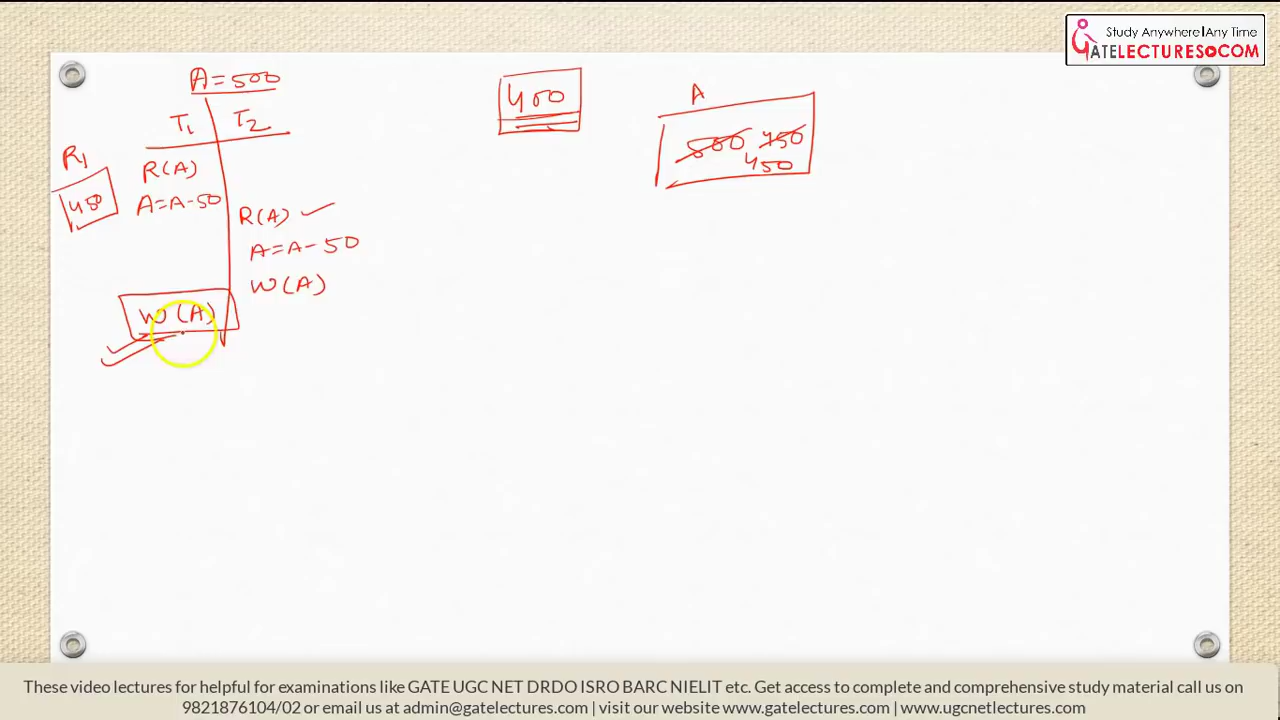 Study Anywhere|Any Time
GATELECTURES.COM
A=500
T1 T2
R1
R(A)
450
A=A-50
R(A)
A=A-50
W(A)
W(A)
400
A
500 450
450
These video lectures for helpful for examinations like GATE UGC NET DRDO ISRO BARC NIELIT etc. Get access to complete and comprehensive study material call us on
9821876104/02 or email us at admin@gatelectures.com | visit our website www.gatelectures.com | www.ugcnetlectures.com